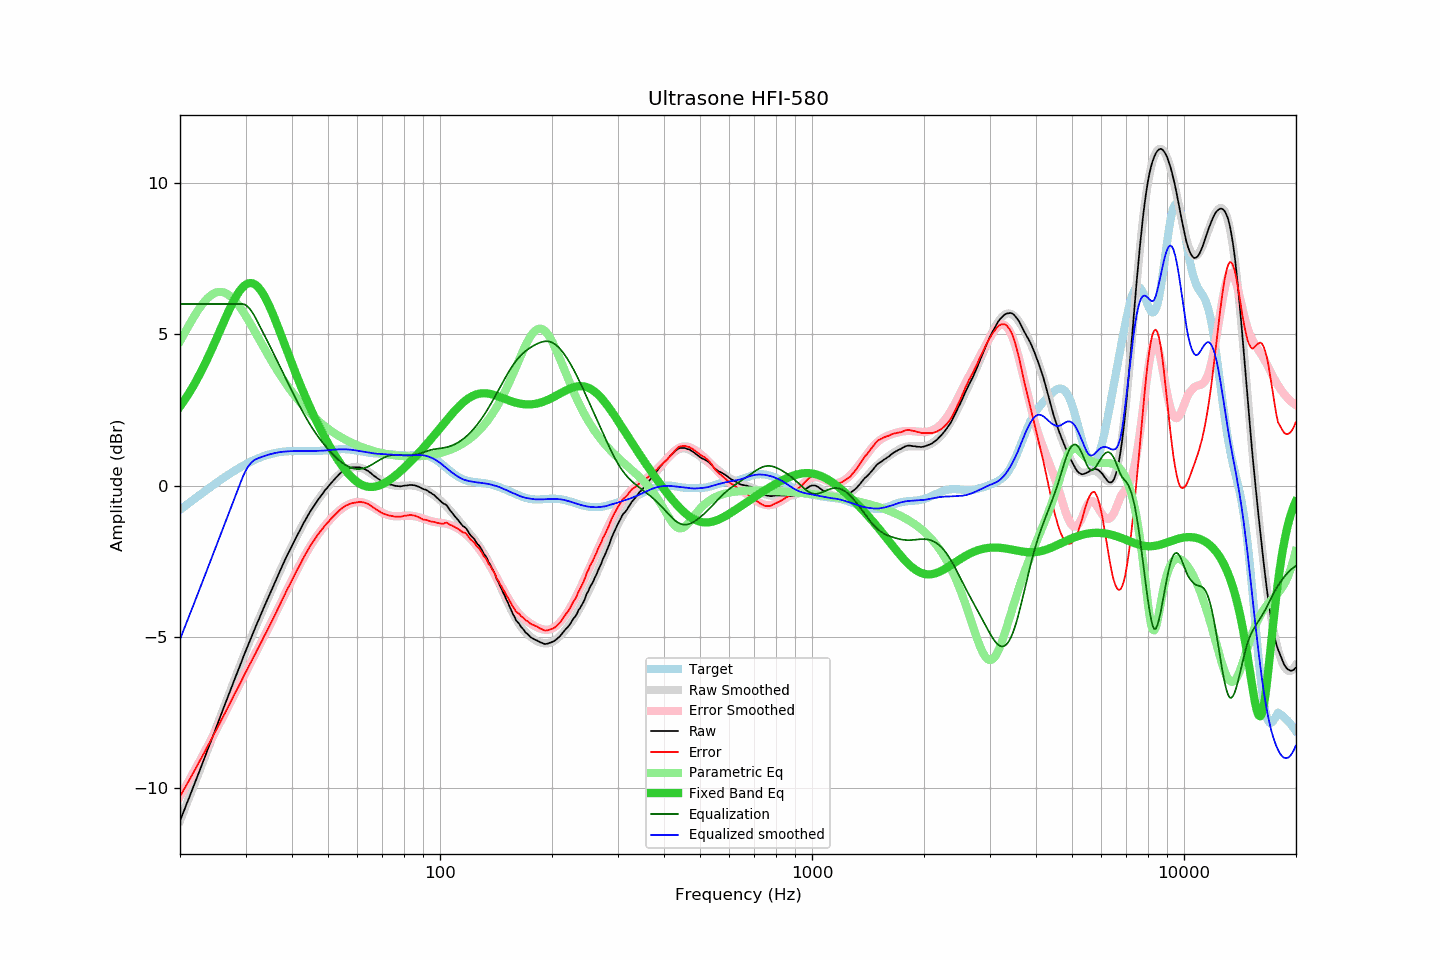 Ultrasone HFI-580
Amplitude (dBr)
10
5
0
−5
−10
Target
Raw Smoothed
Error Smoothed
Raw
Error
Parametric Eq
Fixed Band Eq
Equalization
Equalized smoothed
100
1000
10000
Frequency (Hz)